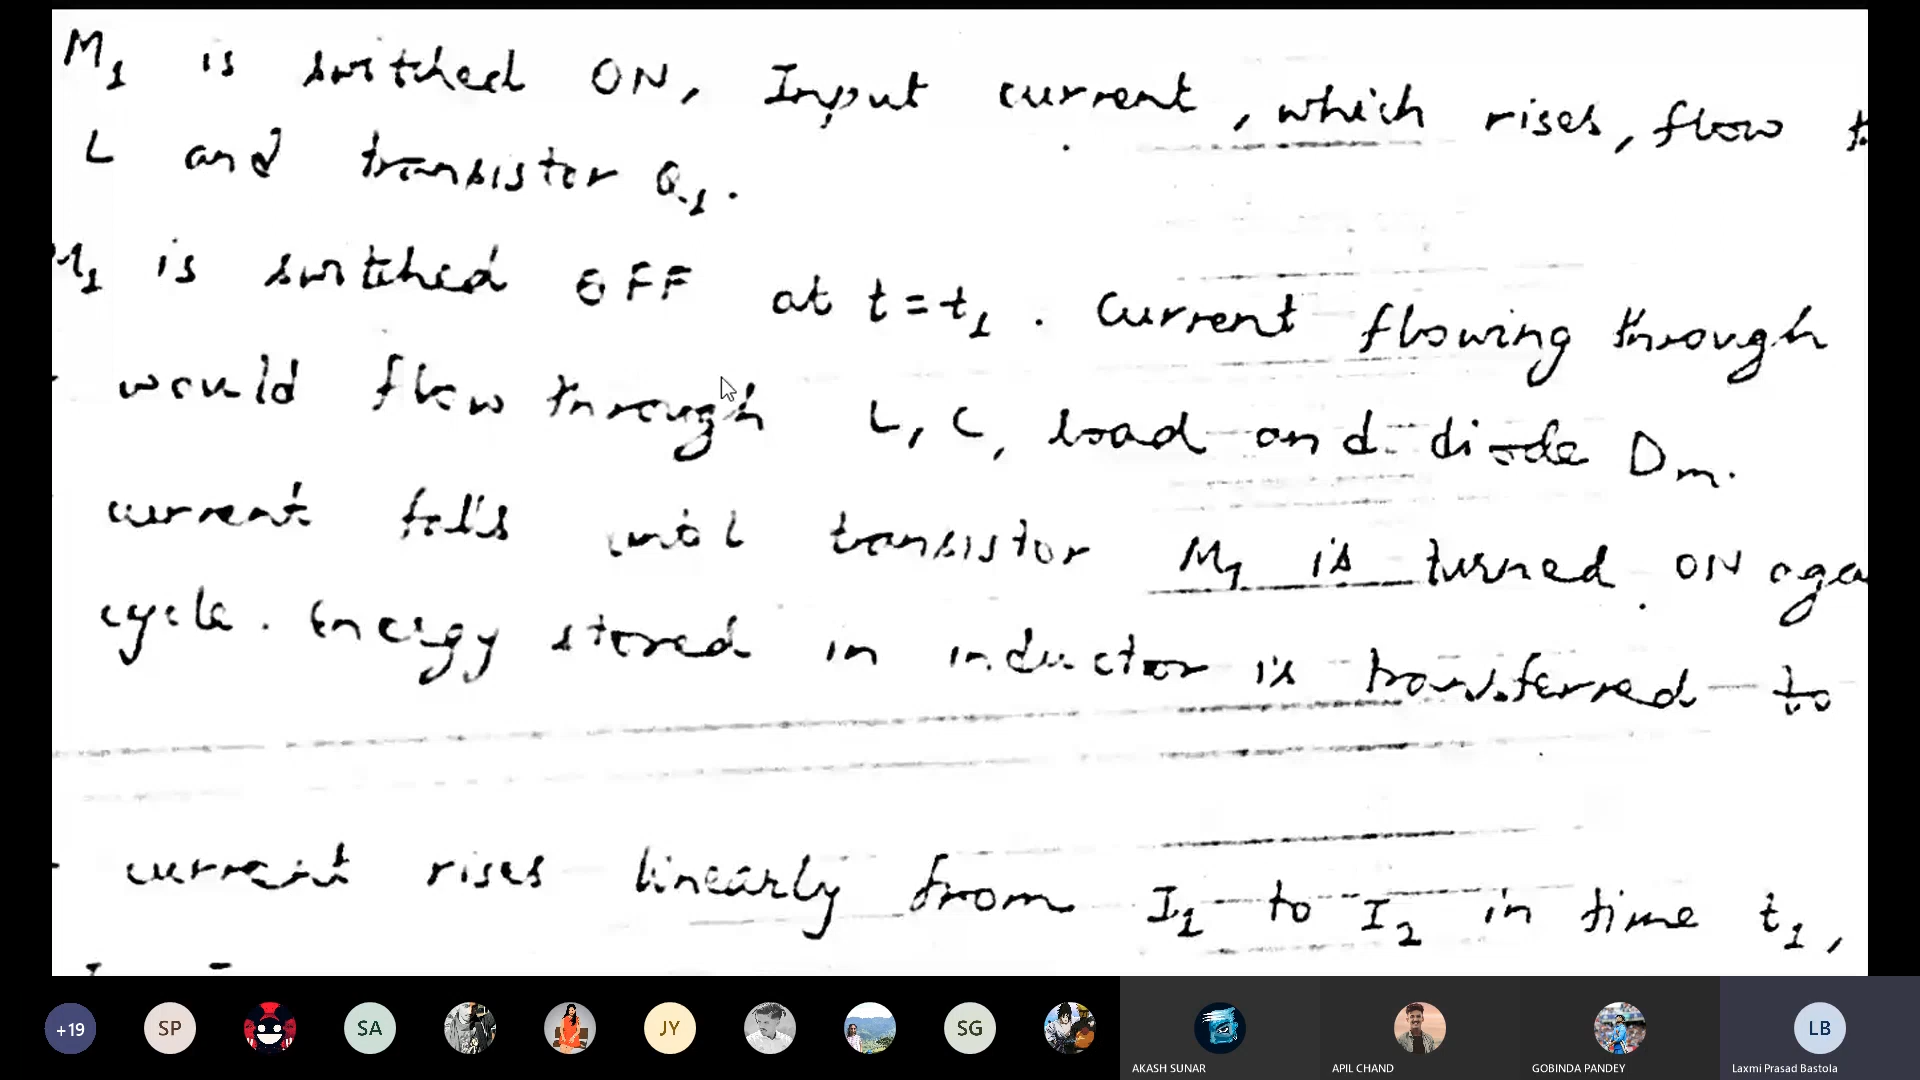 M1 is switched ON, Input current, which rises, flow
L and transistor Q1.
M1 is switched OFF at t=t1. Current flowing through
would flow through L, C, load and diode Dm.
current falls until transistor M1 is turned ON aga
cycle. Energy stored in inductor is transferred to
current rises linearly from I1 to I2 in time t1,
+19
SP
SA
JY
SG
AKASH SUNAR
APIL CHAND
GOBINDA PANDEY
LB
Laxmi Prasad Bastola